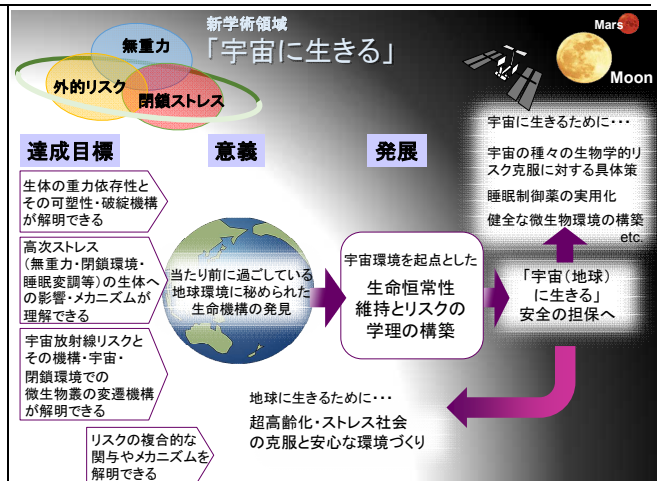 新学術領域
「宇宙に生きる」
無重力
外的リスク
閉鎖ストレス
Mars
Moon
達成目標
意義
発展
生体の重力依存性と
その可塑性・破綻機構
が解明できる
高次ストレス
(無重力・閉鎖環境・
睡眠変調等)の生体へ
の影響・メカニズムが
理解できる
宇宙放射線リスクと
その機構・宇宙・
閉鎖環境での
微生物叢の変遷機構
が解明できる
リスクの複合的な
関与やメカニズムを
解明できる
当たり前に過ごしている
地球環境に秘められた
生命機構の発見
宇宙環境を起点とした
生命恒常性
維持とリスクの
学理の構築
「宇宙(地球)
に生きる」
安全の担保へ
宇宙に生きるために・・・
宇宙の種々の生物学的リ
スク克服に対する具体策
睡眠制御薬の実用化
健全な微生物環境の構築
etc.
地球に生きるために・・・
超高齢化・ストレス社会
の克服と安心な環境づくり